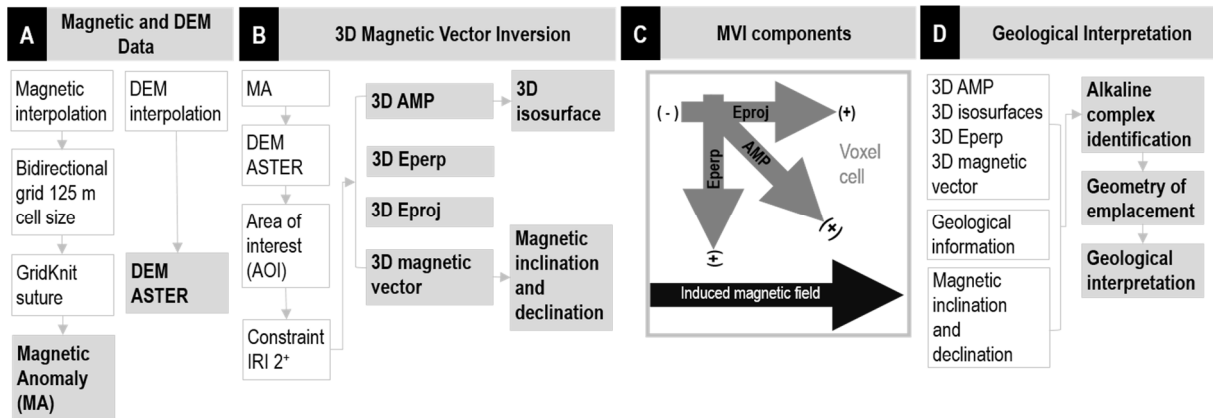 A
Magnetic and DEM
Data
Magnetic
interpolation
DEM
interpolation
Bidirectional
grid 125 m
cell size
GridKnit
suture
DEM
ASTER
Magnetic
Anomaly
(MA)
B
3D Magnetic Vector Inversion
MA
DEM
ASTER
Area of
interest
(AOI)
Constraint
IRI 2+
3D AMP
3D Eperp
3D Eproj
3D magnetic
vector
3D
isosurface
Magnetic
inclination
and
declination
C
MVI components
(-)
Eproj
(+)
Eperp
AMP
Voxel
cell
(+)
(+)
Induced magnetic field
D
Geological Interpretation
3D AMP
3D isosurfaces
3D Eperp
3D magnetic
vector
Geological
information
Magnetic
inclination
and
declination
Alkaline
complex
identification
Geometry of
emplacement
Geological
interpretation